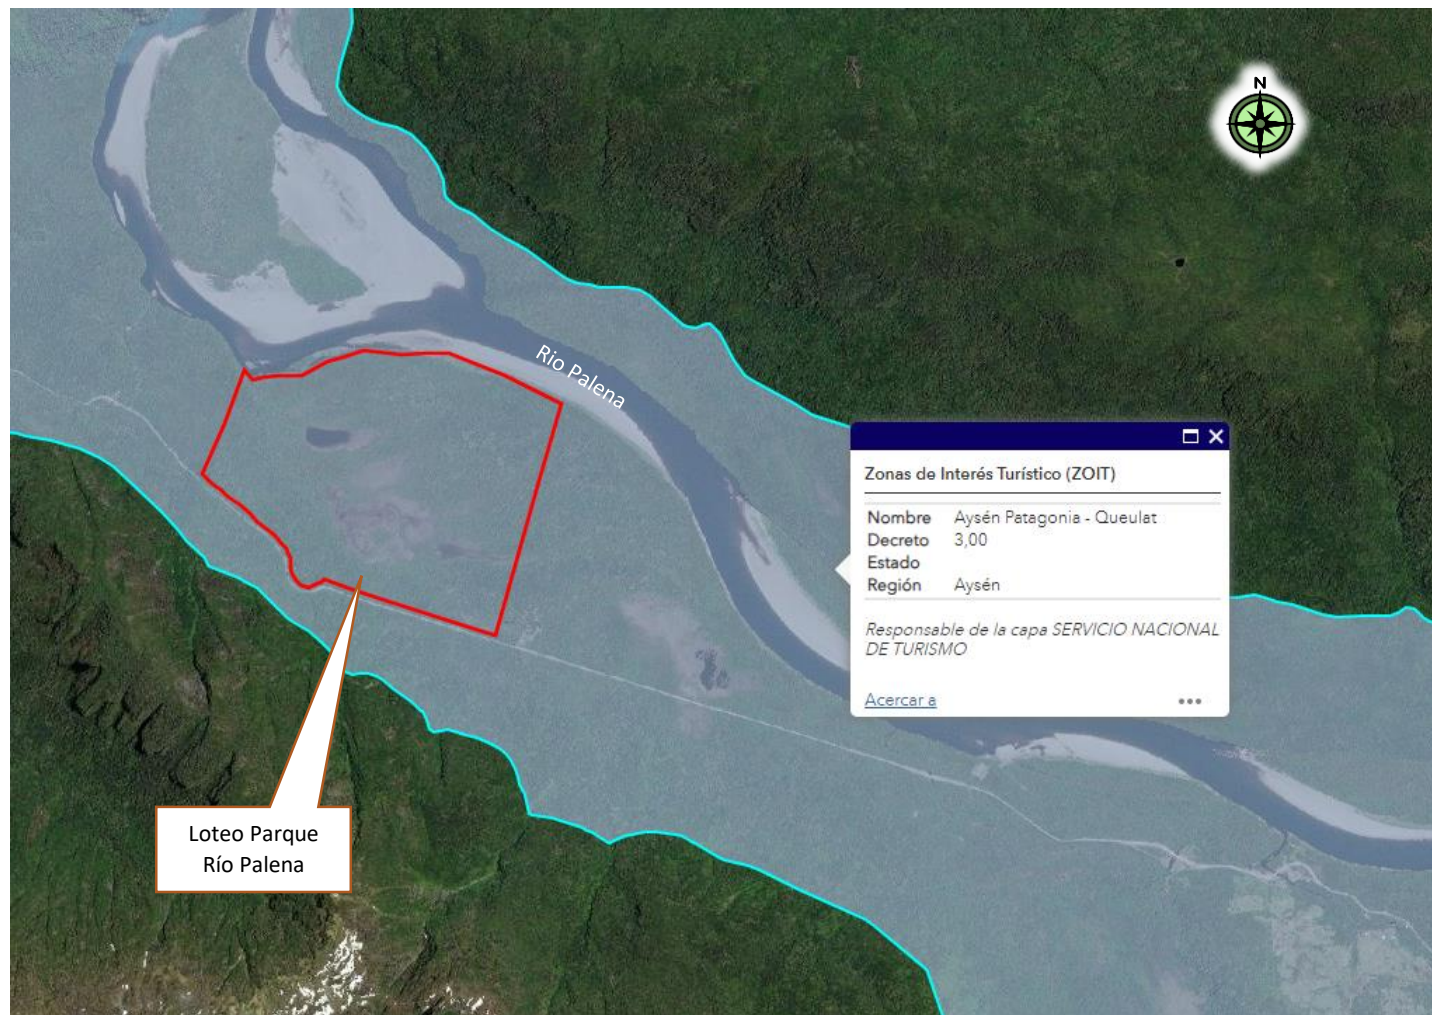 N
Rio Palena
Zonas de Interés Turístico (ZOIT)
Nombre Aysén Patagonia - Queulat
Decreto 3,00
Estado
Región Aysén
Responsable de la capa SERVICIO NACIONAL
DE TURISMO
Acercar a
Loteo Parque
Río Palena